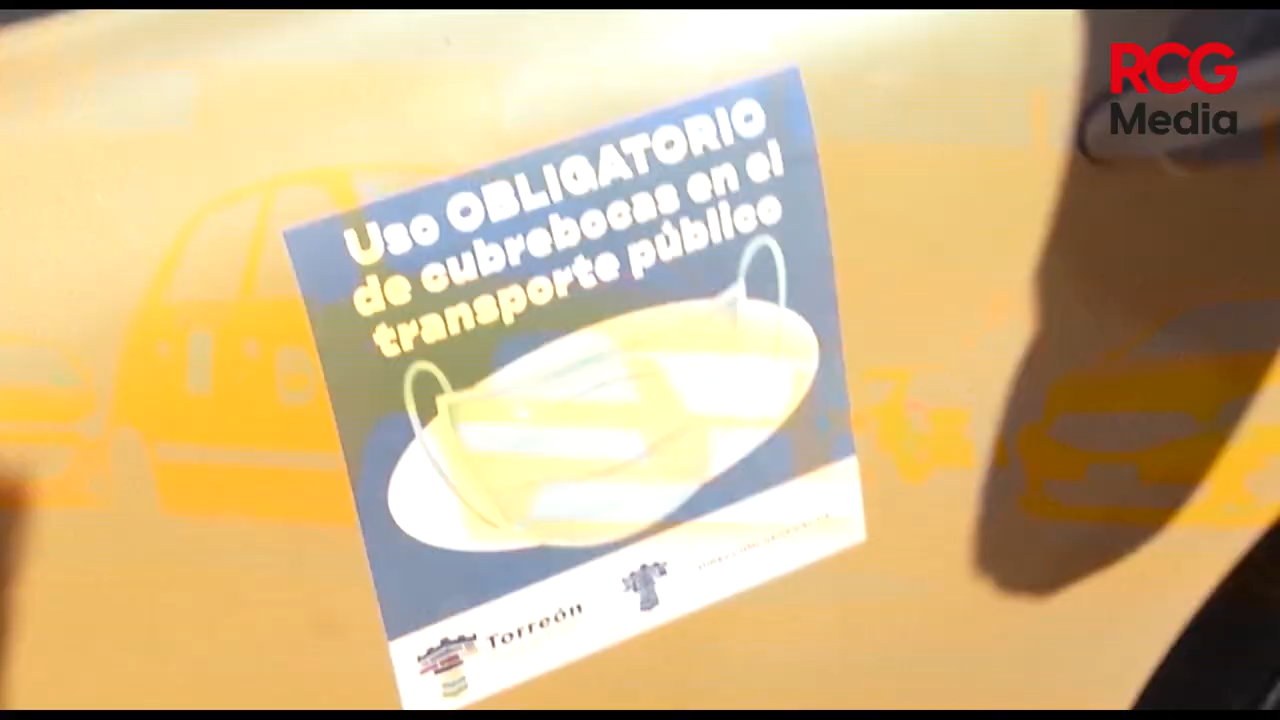 RCG
Media
Uso OBLIGATORIO
de cubrebocas en el
transporte público
Torreón